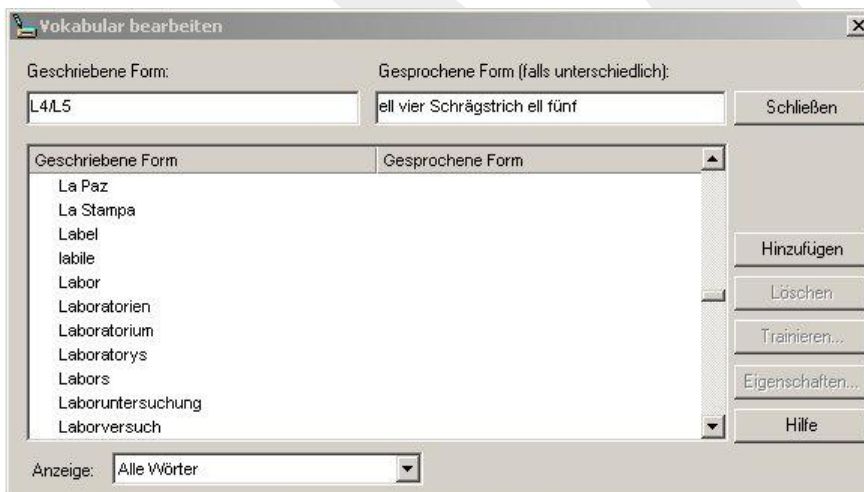 Vokabular bearbeiten
Geschriebene Form:
Gesprochene Form (falls unterschiedlich):
L4/L5
ell vier Schrägstrich ell fünf
Schließen
Geschriebene Form
Gesprochene Form
La Paz
La Stampa
Label
labile
Labor
Laboratorien
Laboratorium
Laboratorys
Labors
Laboruntersuchung
Laborversuch
Hinzufügen
Löschen
Trainieren...
Eigenschaften...
Hilfe
Anzeige:
Alle Wörter